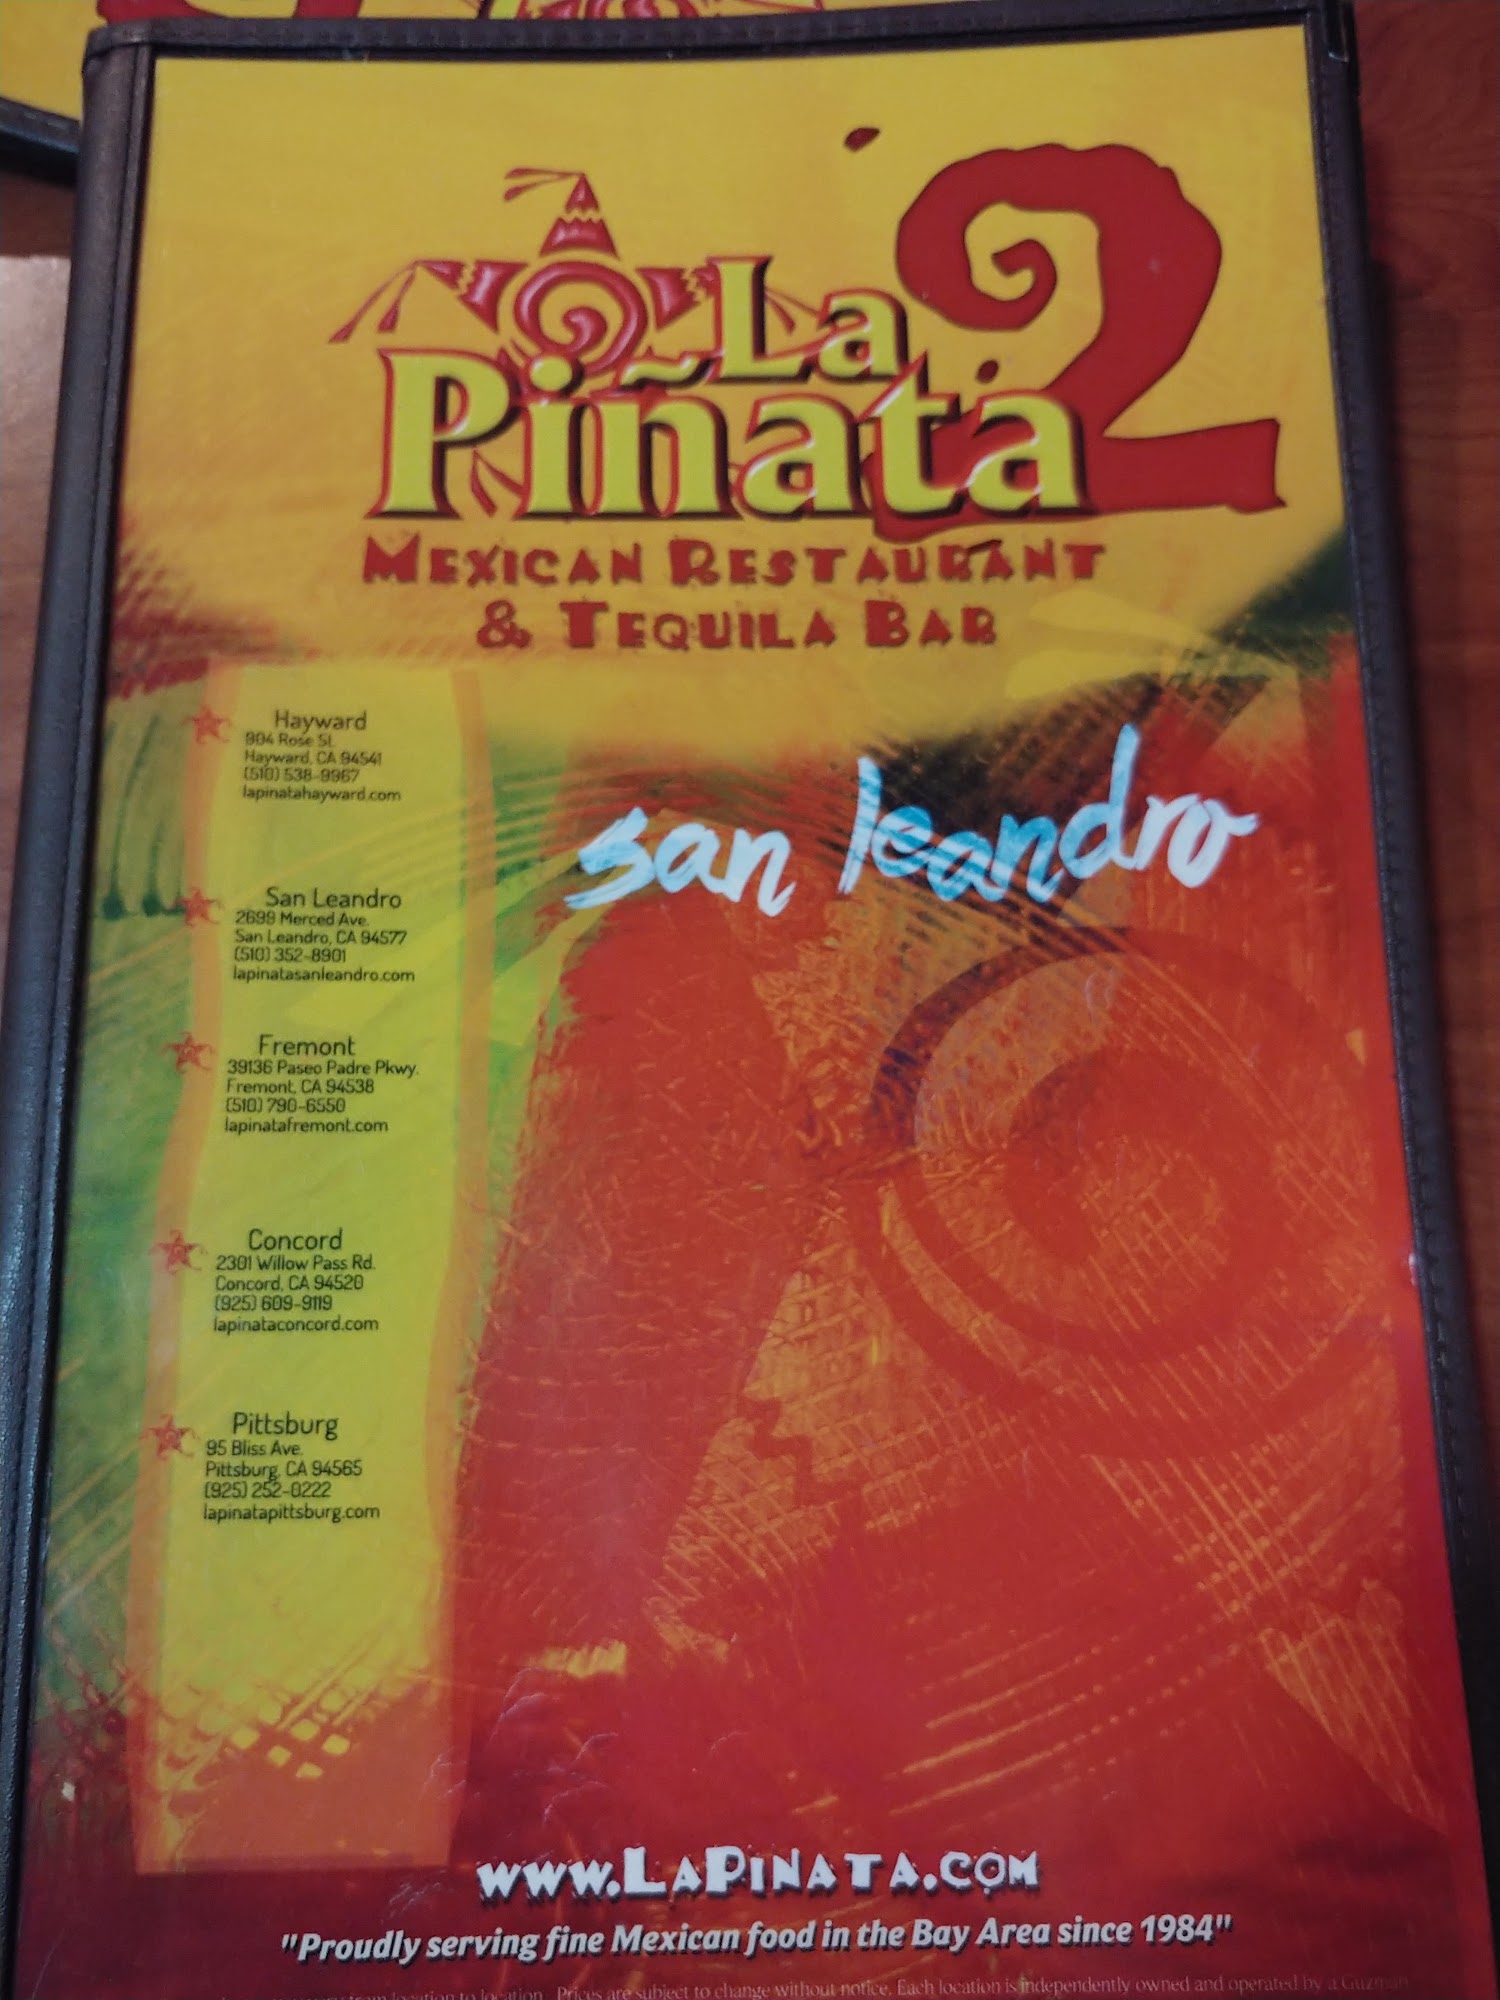 La
Piñata 2
MEXICAN RESTAURANT
& TEQUILA BAR
san leandro
Hayward
904 Rose St.
Hayward, CA 94541
(510) 538-9967
lapinatahayward.com
San Leandro
2699 Merced Ave.
San Leandro, CA 94577
(510) 352-8901
lapinatasanleandro.com
Fremont
39136 Paseo Padre Pkwy.
Fremont, CA 94538
(510) 790-6550
lapinatafremont.com
Concord
2301 Willow Pass Rd.
Concord, CA 94520
(925) 609-9119
lapinataconcord.com
Pittsburg
95 Bliss Ave.
Pittsburg, CA 94565
(925) 252-0222
lapinatapittsburg.com
www.LaPinata.com
"Proudly serving fine Mexican food in the Bay Area since 1984"
from location to location. Prices are subject to change without notice. Each location is independently owned and operated by a Guzman